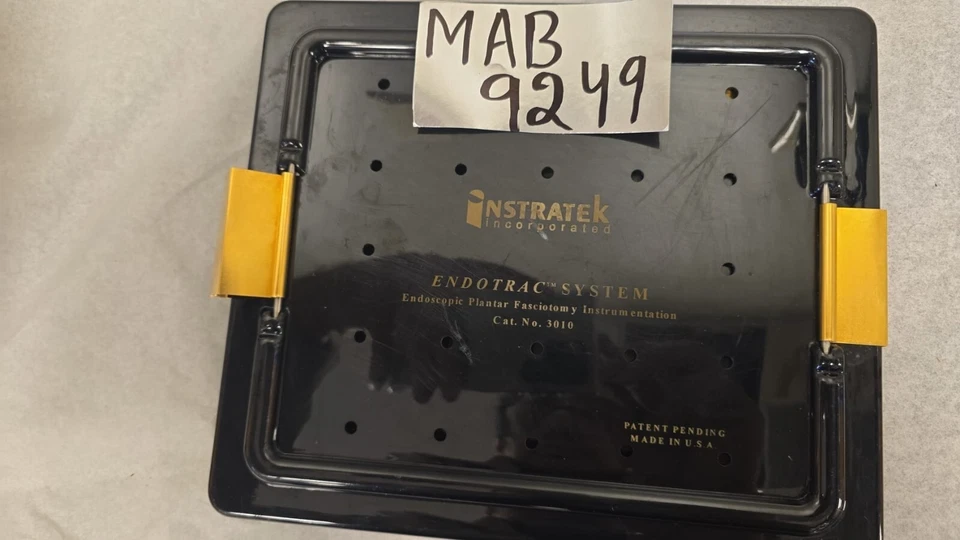 MAB
9249
iNSTRATEK
incorporated
ENDOTRAC™ SYSTEM
Endoscopic Plantar Fasciotomy Instrumentation
Cat. No. 3010
PATENT PENDING
MADE IN U.S.A.